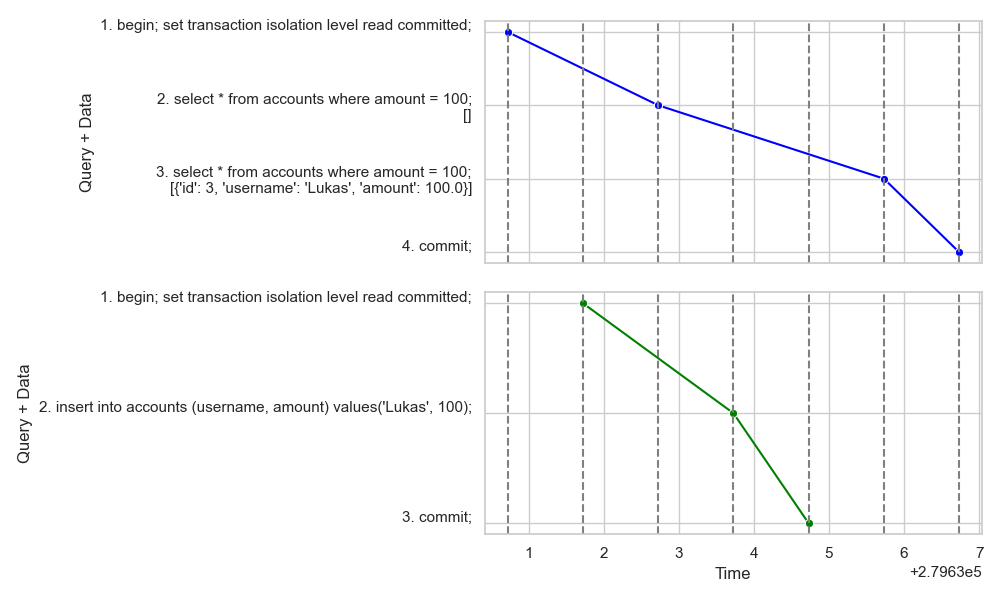 1. begin; set transaction isolation level read committed;
2. select * from accounts where amount = 100;
[]
3. select * from accounts where amount = 100;
[{'id': 3, 'username': 'Lukas', 'amount': 100.0}]
4. commit;
Query + Data
1. begin; set transaction isolation level read committed;
2. insert into accounts (username, amount) values('Lukas', 100);
3. commit;
Query + Data
1 2 3 4 5 6 7
Time
+2.7963e5